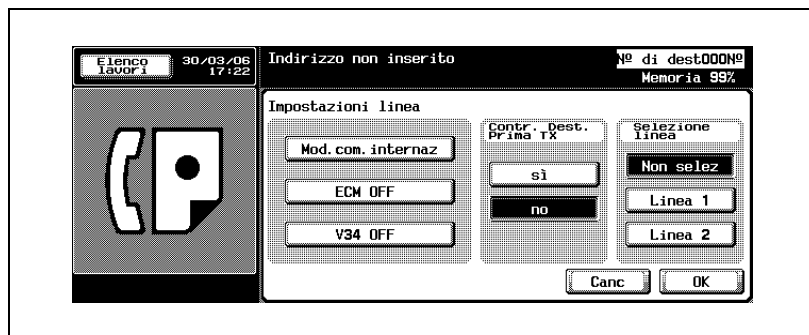 Elenco lavori
30/03/06
17:22
Indirizzo non inserito
Nº di dest000Nº
Memoria 99%
Impostazioni linea
Mod.com.internaz
ECM OFF
V34 OFF
Contr. Dest.
Prima TX
sì
no
Selezione
linea
Non selez
Linea 1
Linea 2
Canc
OK